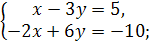 x − 3y = 5,
−2x + 6y = −10;